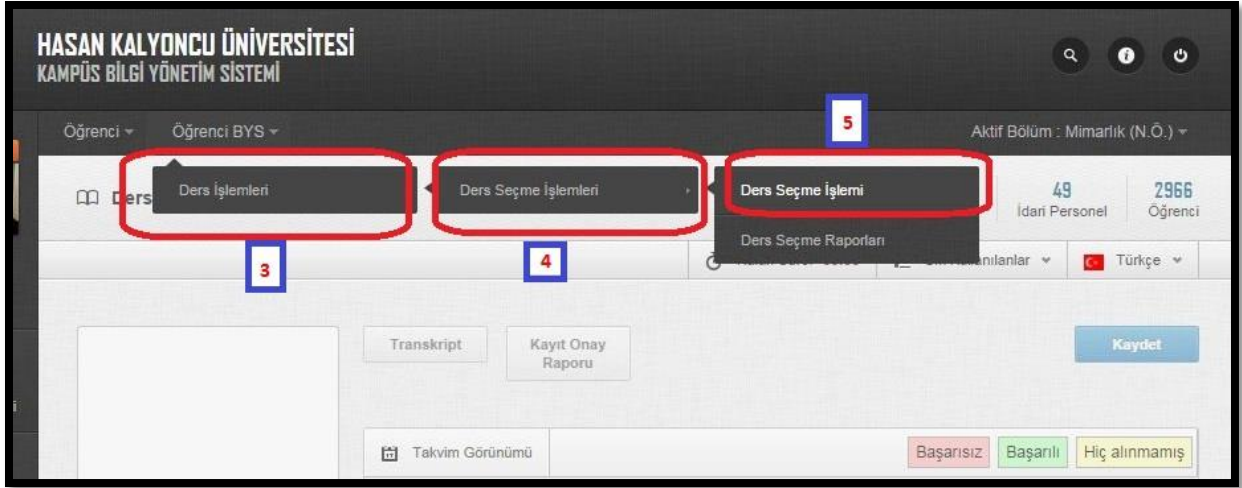 HASAN KALYONCU ÜNİVERSİTESİ
KAMPÜS BİLGİ YÖNETİM SİSTEMİ
5
Öğrenci
Öğrenci BYS
Aktif Bölüm : Mimarlık (N.Ö.)
Ders
Ders İşlemleri
Ders Seçme İşlemleri
Ders Seçme İşlemi
49
İdari Personel
2966
Öğrenci
Ders Seçme Raporları
3
4
Türkçe
Transkript
Kayıt Onay
Raporu
Kaydet
Takvim Görünümü
Başarısız
Başarılı
Hiç alınmamış